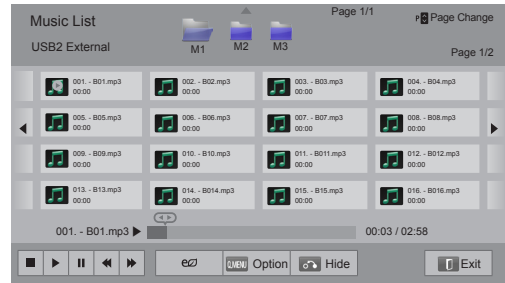 Music List
Page 1/1
P Page Change
USB2 External
M1 M2 M3
Page 1/2
001. - B01.mp3
00:00
002. - B02.mp3
00:00
003. - B03.mp3
00:00
004. - B04.mp3
00:00
005. - B05.mp3
00:00
006. - B06.mp3
00:00
007. - B07.mp3
00:00
008. - B08.mp3
00:00
009. - B09.mp3
00:00
010. - B10.mp3
00:00
011. - B011.mp3
00:00
012. - B12.mp3
00:00
013. - B13.mp3
00:00
014. - B014.mp3
00:00
015. - B15.mp3
00:00
016. - B016.mp3
00:00
001. - B01.mp3
00:03 / 02:58
Q.MENU Option
Hide
Exit